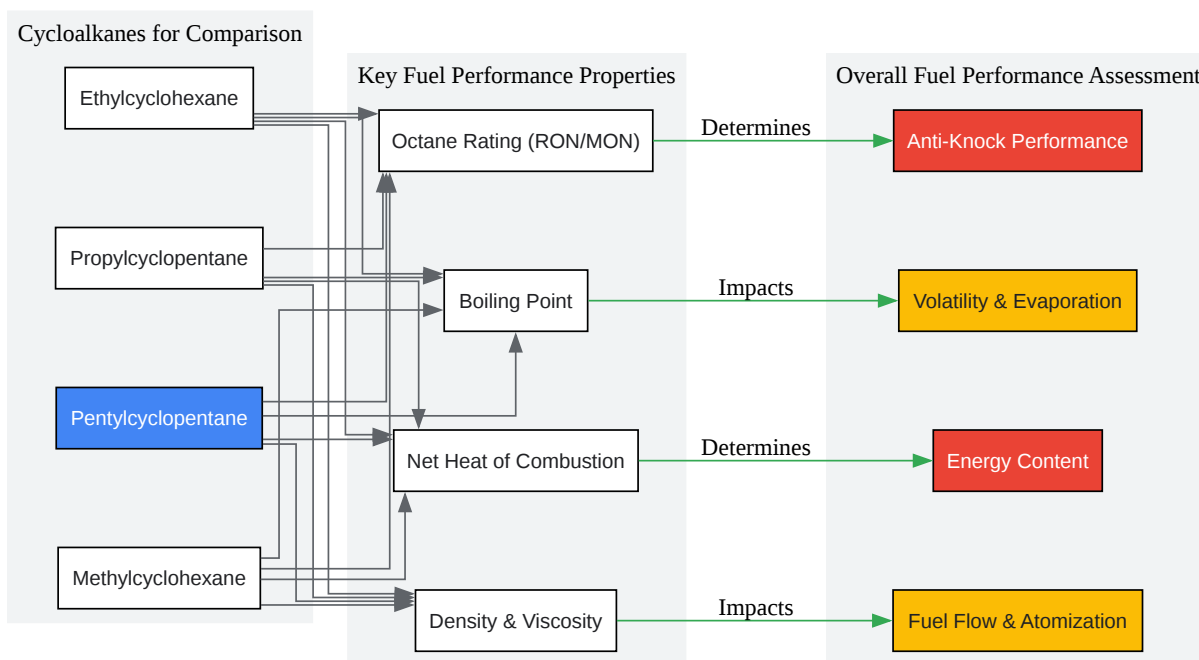 Cycloalkanes for Comparison
Ethylcyclohexane
Propylcyclopentane
Pentylcyclopentane
Methylcyclohexane
Key Fuel Performance Properties
Octane Rating (RON/MON)
Boiling Point
Net Heat of Combustion
Density & Viscosity
Determines
Impacts
Determines
Impacts
Overall Fuel Performance Assessment
Anti-Knock Performance
Volatility & Evaporation
Energy Content
Fuel Flow & Atomization